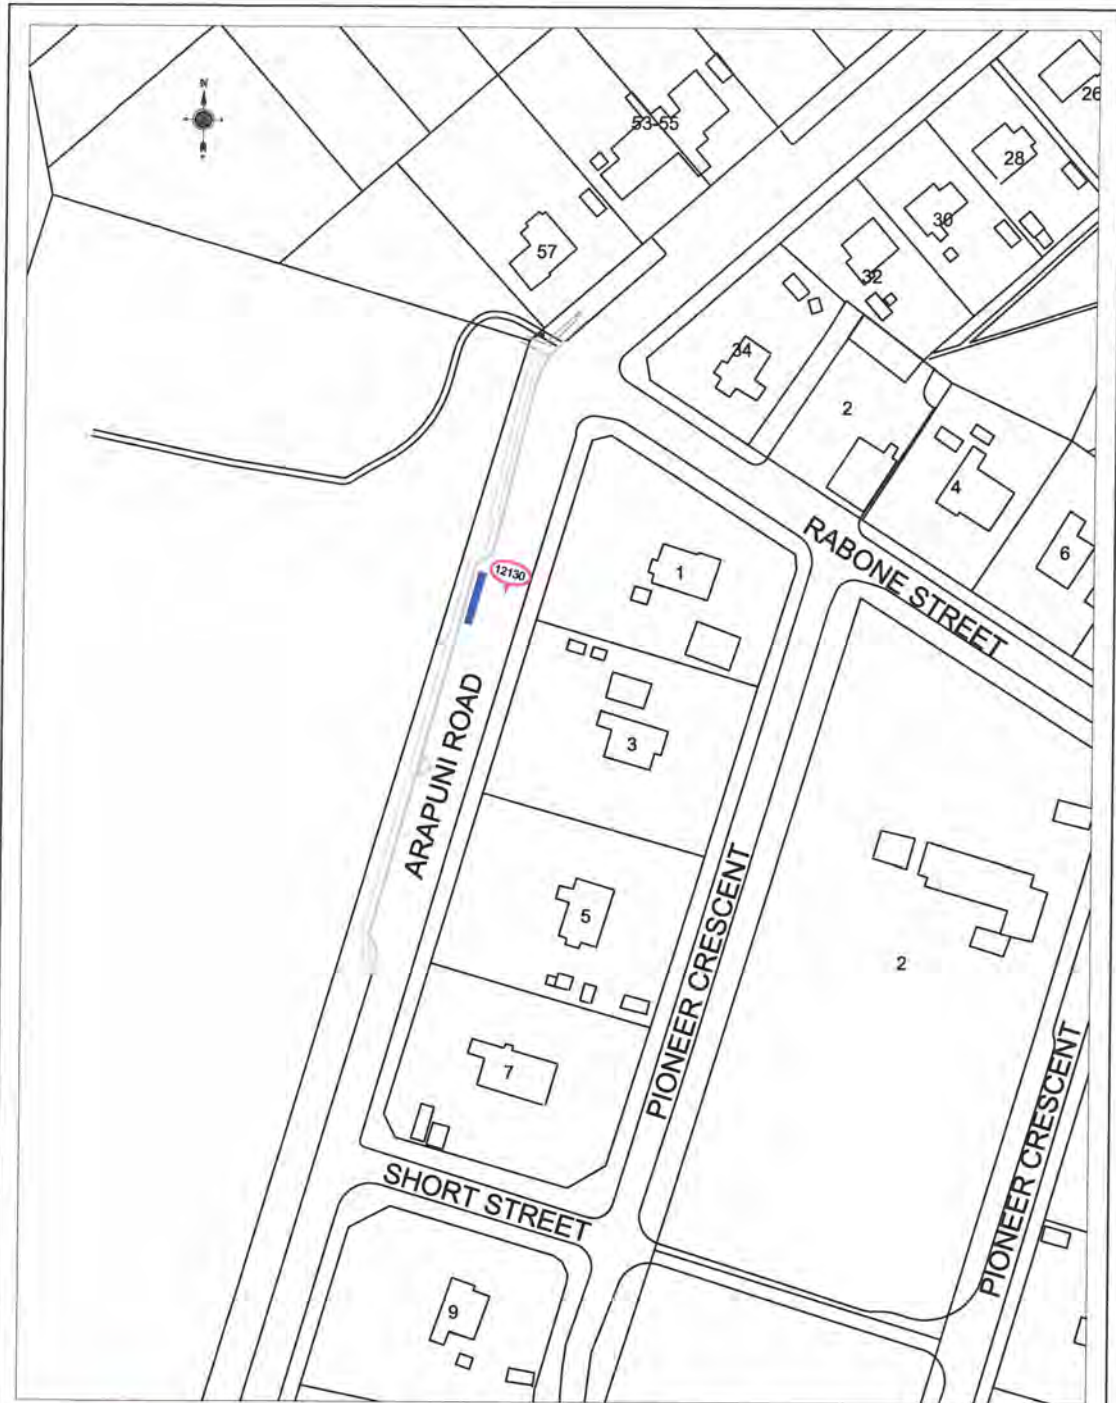 N
26
53-55
28
30
57
32
34
2
4
RABONE STREET
6
12130
1
ARAPUNI ROAD
3
PIONEER CRESCENT
5
2
7
PIONEER CRESCENT
SHORT STREET
9